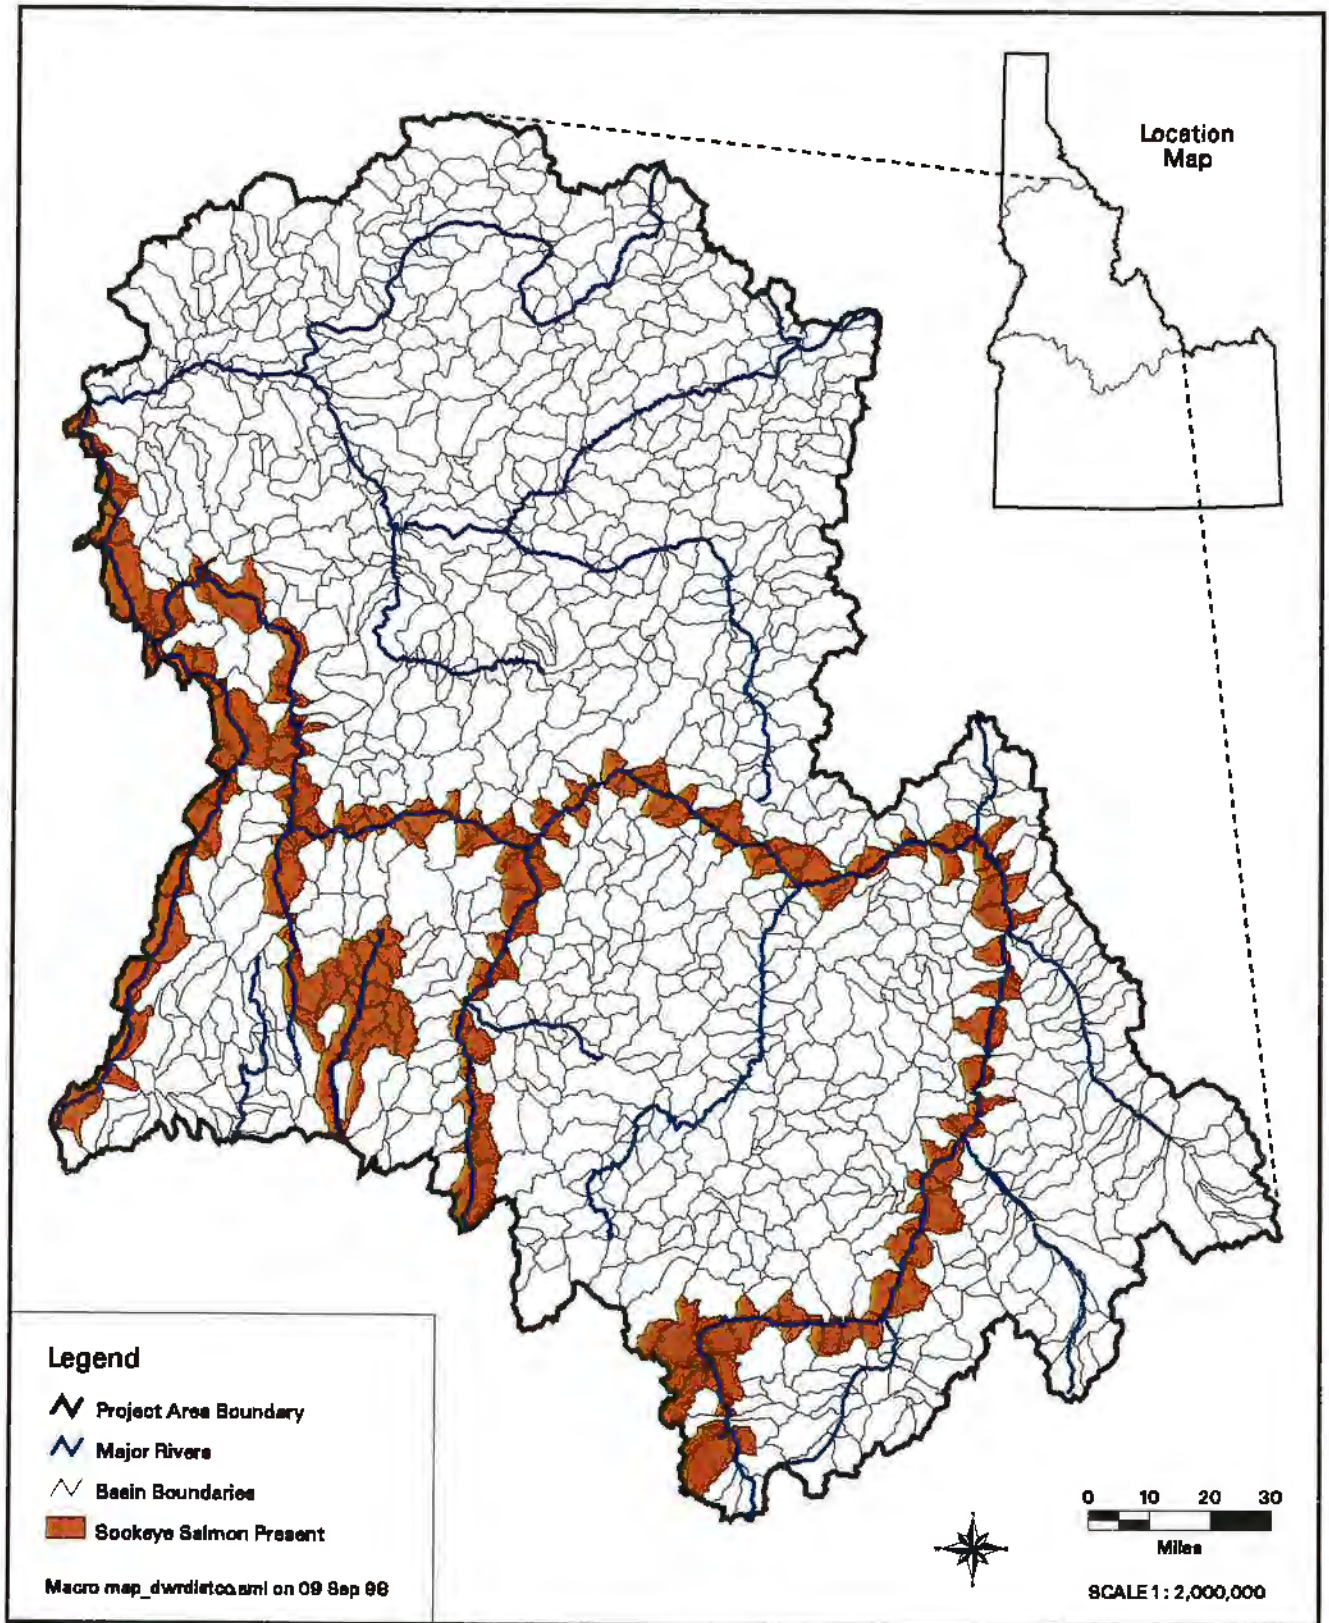 Location
Map
Legend
Project Area Boundary
Major Rivers
Basin Boundaries
Sockeye Salmon Present
Macro map_dwrdistco.aml on 09 Sep 98
0 10 20 30
Miles
SCALE 1 : 2,000,000